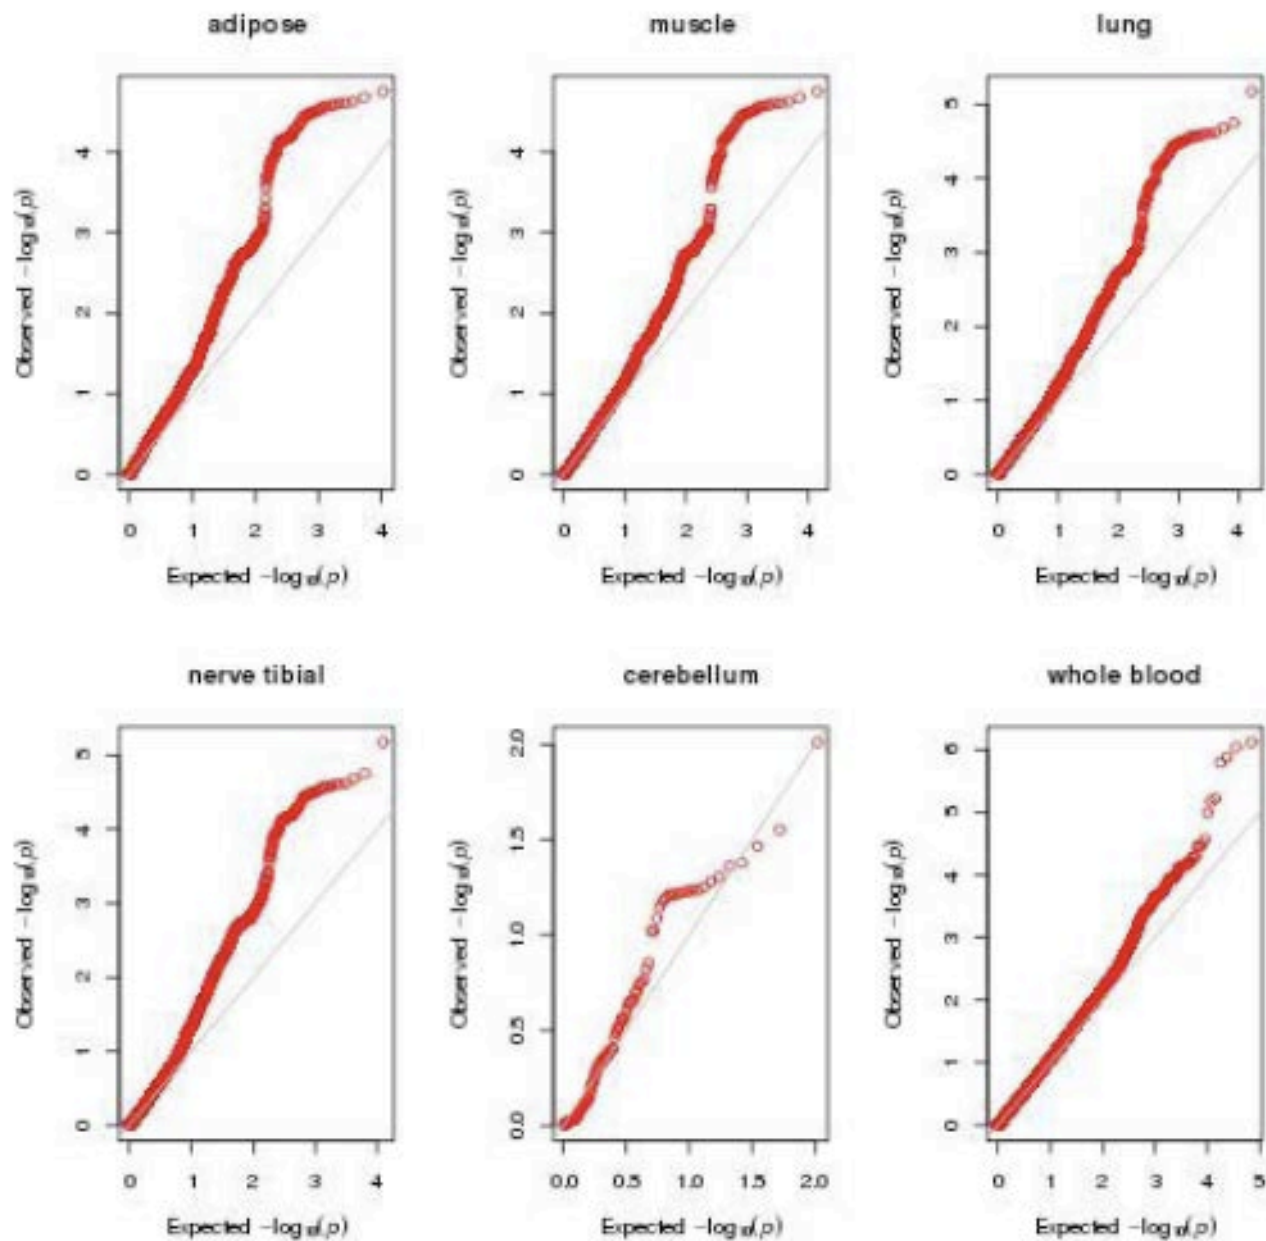 adipose
muscle
lung
Observed −log10(p)
0 1 2 3 4
0 1 2 3 4
Expected −log10(p)
Observed −log10(p)
0 1 2 3 4
0 1 2 3 4
Expected −log10(p)
Observed −log10(p)
0 1 2 3 4 5
0 1 2 3 4
Expected −log10(p)
nerve tibial
cerebellum
whole blood
Observed −log10(p)
0 1 2 3 4 5
0 1 2 3 4
Expected −log10(p)
Observed −log10(p)
0.0 0.5 1.0 1.5 2.0
0.0 0.5 1.0 1.5 2.0
Expected −log10(p)
Observed −log10(p)
0 1 2 3 4 5 6
0 1 2 3 4 5
Expected −log10(p)